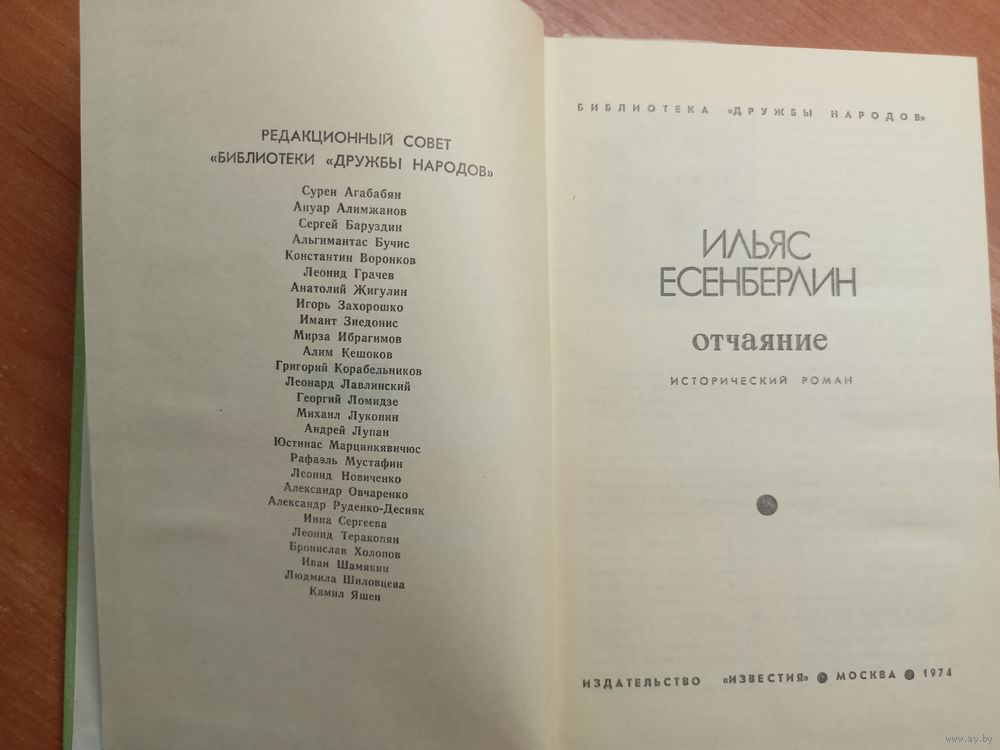 РЕДАКЦИОННЫЙ СОВЕТ
«БИБЛИОТЕКИ «ДРУЖБЫ НАРОДОВ»
Сурен Агабабян
Ануар Алимжанов
Сергей Баруздин
Альгимантас Бучис
Константин Воронков
Леонид Грачев
Анатолий Жигулин
Игорь Захорошко
Имант Зиедонис
Мирза Ибрагимов
Алим Кешоков
Григорий Корабельников
Леонард Лавлинский
Георгий Ломидзе
Михаил Луконин
Андрей Лупан
Юстинас Марцинкявичюс
Рафаэль Мустафин
Леонид Новиченко
Александр Овчаренко
Александр Руденко-Десняк
Инна Сергеева
Леонид Теракопян
Бронислав Холопов
Иван Шамякин
Людмила Шиловцева
Камил Яшен
БИБЛИОТЕКА «ДРУЖБЫ НАРОДОВ»
ИЛЬЯС
ЕСЕНБЕРЛИН
отчаяние
ИСТОРИЧЕСКИЙ РОМАН
ИЗДАТЕЛЬСТВО «ИЗВЕСТИЯ» МОСКВА 1974
www.ay.by